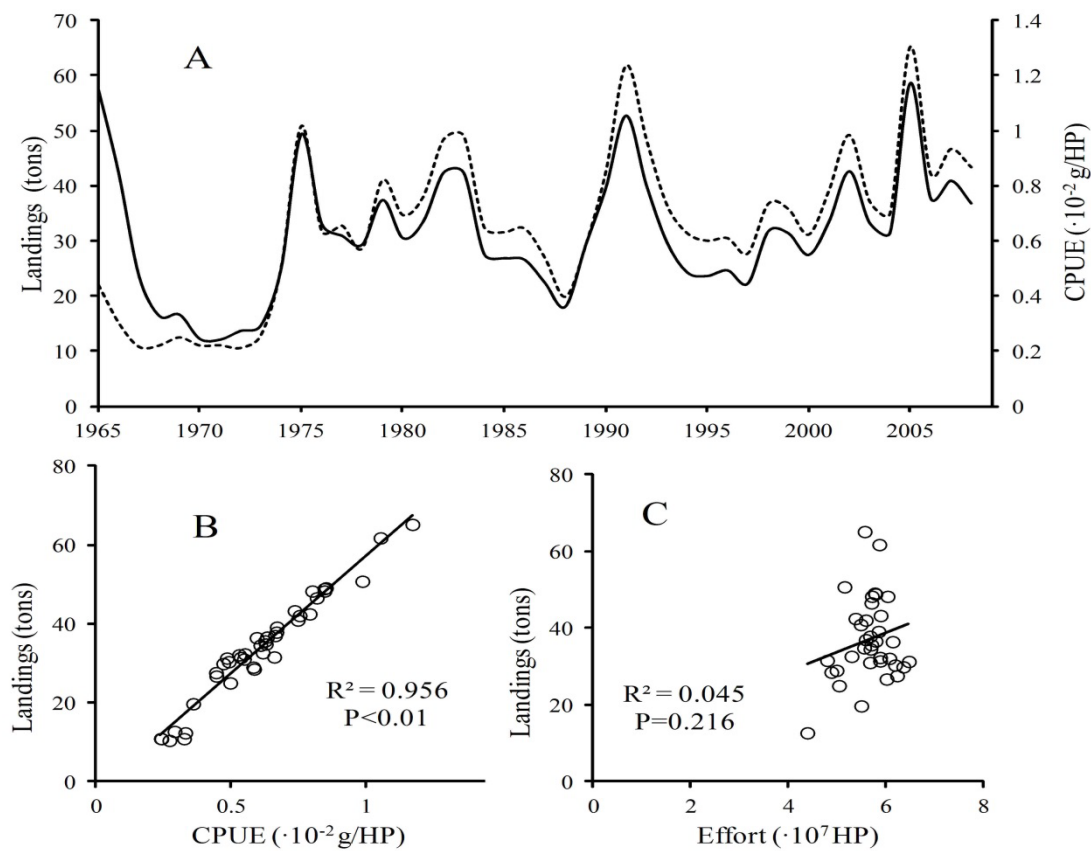 A
Landings (tons)
70
60
50
40
30
20
10
0
1.4
1.2
1
0.8
0.6
0.4
0.2
0
CPUE (·10⁻² g/HP)
1965 1970 1975 1980 1985 1990 1995 2000 2005
B
Landings (tons)
80
60
40
20
0
R² = 0.956
P<0.01
0 0.5 1
CPUE (·10⁻² g/HP)
C
Landings (tons)
80
60
40
20
0
R² = 0.045
P=0.216
0 2 4 6 8
Effort (·10⁷ HP)